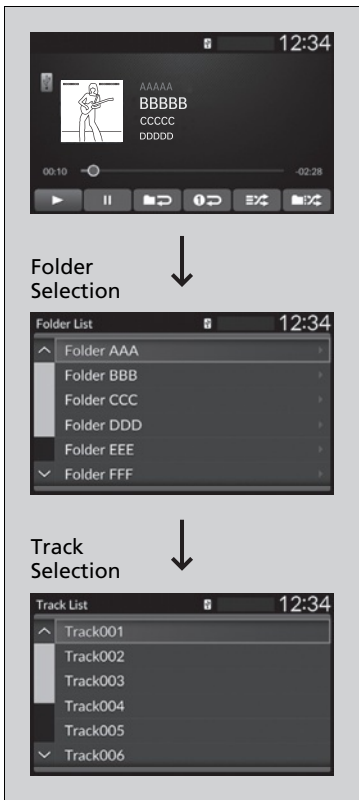 12:34
AAAAA
BBBBB
CCCCC
DDDDD
00:10 -02:28
1
Folder
Selection
Folder List 12:34
Folder AAA
Folder BBB
Folder CCC
Folder DDD
Folder EEE
Folder FFF
Track
Selection
Track List 12:34
Track001
Track002
Track003
Track004
Track005
Track006